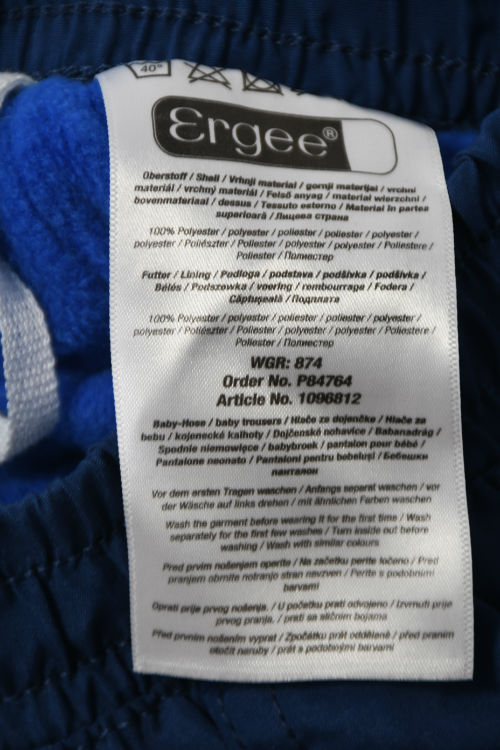 40°
Ergee®
Oberstoff / Shell / Vrhnji material / gornji materijal / vrchní
materiál / vrchný materiál / Felső anyag / materiał wierzchni /
bovenmateriaal / dessus / Tessuto esterno / Material în partea
superioară / Лицева страна
100% Polyester / polyester / poliester / poliester / polyester /
polyester / Poliészter / Poliester / polyester / polyester / Poliestere /
Poliester / Полиестер
Futter / Lining / Podloga / podstava / podšívka / podšívka /
Bélés / Podszewka / voering / rembourrage / Fodera /
Căptușeală / Подплата
100% Polyester / polyester / poliester / poliester / polyester /
polyester / Poliészter / Poliester / polyester / polyester / Poliestere /
Poliester / Полиестер
WGR: 874
Order No. P84764
Article No. 1096812
Baby-Hose / baby trousers / Hlače za dojenčke / Hlače za
bebu / kojenecké kalhoty / Dojčenské nohavice / Babanadrág /
Spodnie niemowlęce / babybroek / pantalon pour bébé /
Pantalone neonato / Pantaloni pentru bebeluși / Бебешки
панталон
Vor dem ersten Tragen waschen / Anfangs separat waschen / vor
der Wäsche auf links drehen / mit ähnlichen Farben waschen
Wash the garment before wearing it for the first time / Wash
separately for the first few washes / Turn inside out before
washing / Wash with similar colours
Pred prvim nošenjem operite / Na začetku perite ločeno / Pred
pranjem obrnite notranjo stran navzven / Perite s podobnimi
barvami
Oprati prije prvog nošenja. / U početku prati odvojeno / Izvrnuti prije
prvog pranja. / prati sa sličnim bojama
Před prvním nošením vyprat / Zpočátku prát odděleně / před praním
otočit naruby / prát s podobnými barvami